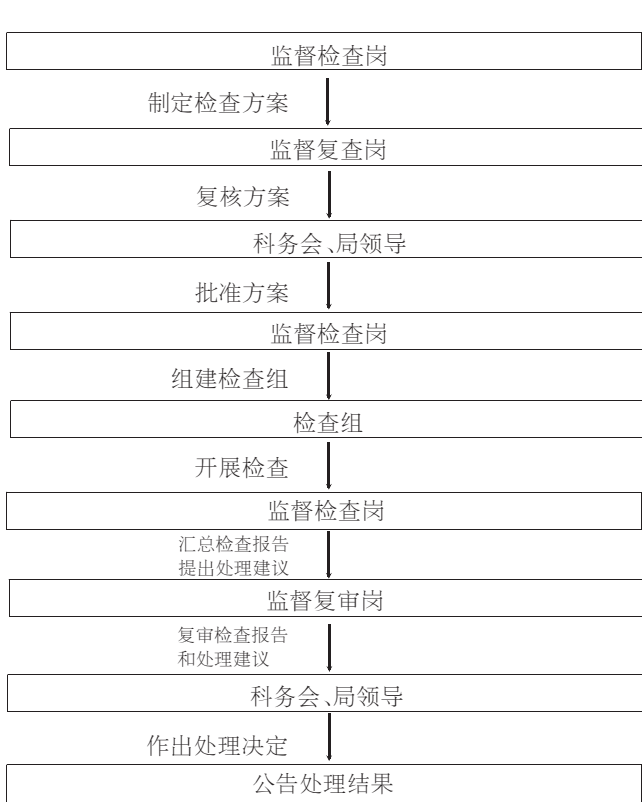 监督检查岗
制定检查方案
监督复查岗
复核方案
科务会、局领导
批准方案
监督检查岗
组建检查组
检查组
开展检查
监督检查岗
汇总检查报告
提出处理建议
监督复审岗
复审检查报告
和处理建议
科务会、局领导
作出处理决定
公告处理结果